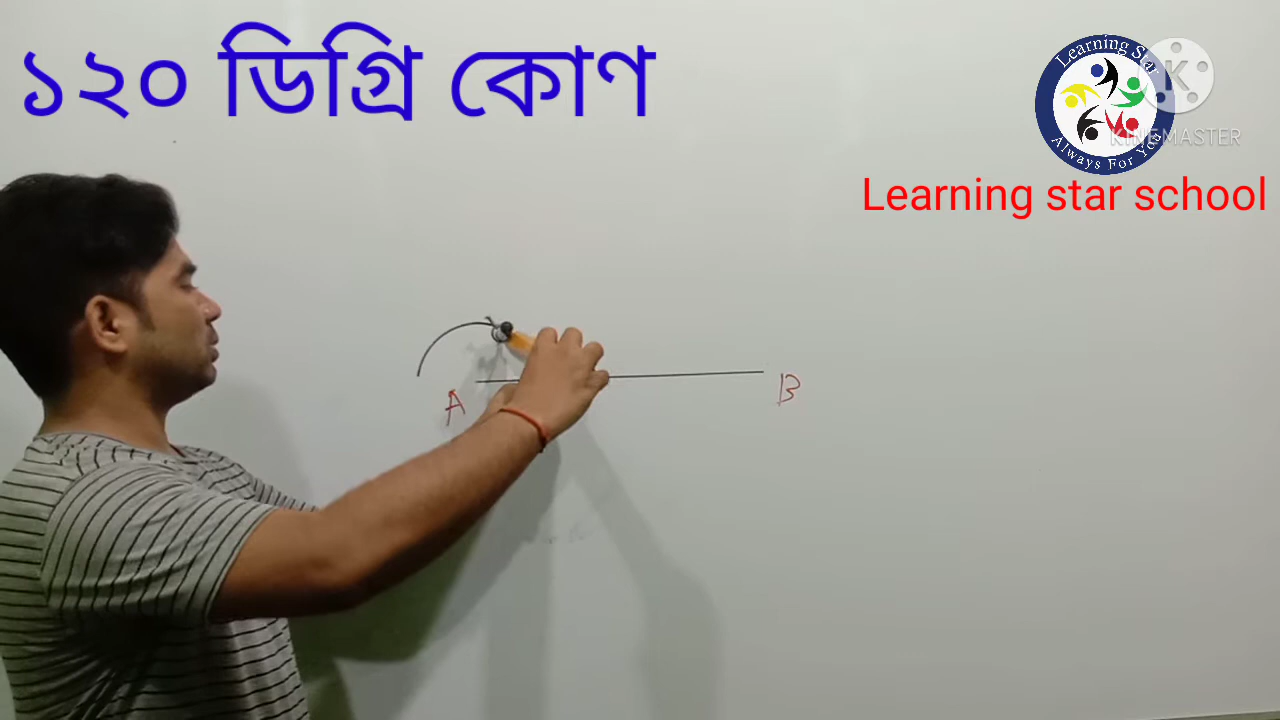 ১২০ ডিগ্রি কোণ
Learning Star
Always For You
K
KINEMASTER
Learning star school
A
B